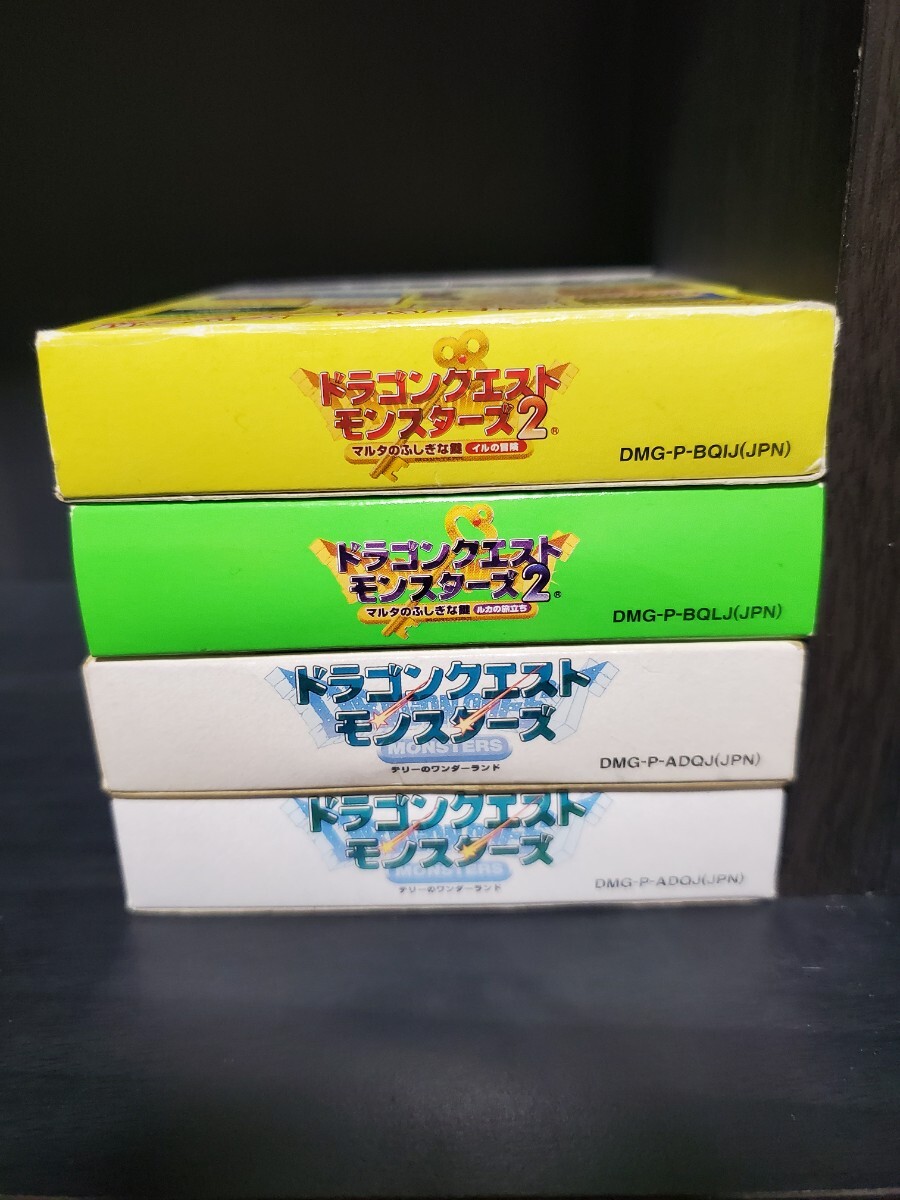 ドラゴンクエスト
モンスターズ2®
マルタのふしぎな鍵 イルの冒険
DMG-P-BQIJ(JPN)
ドラゴンクエスト
モンスターズ2®
マルタのふしぎな鍵 ルカの旅立ち
DMG-P-BQLJ(JPN)
ドラゴンクエスト
モンスターズ
MONSTERS
テリーのワンダーランド
DMG-P-ADQJ(JPN)
ドラゴンクエスト
モンスターズ
MONSTERS
テリーのワンダーランド
DMG-P-ADQJ(JPN)